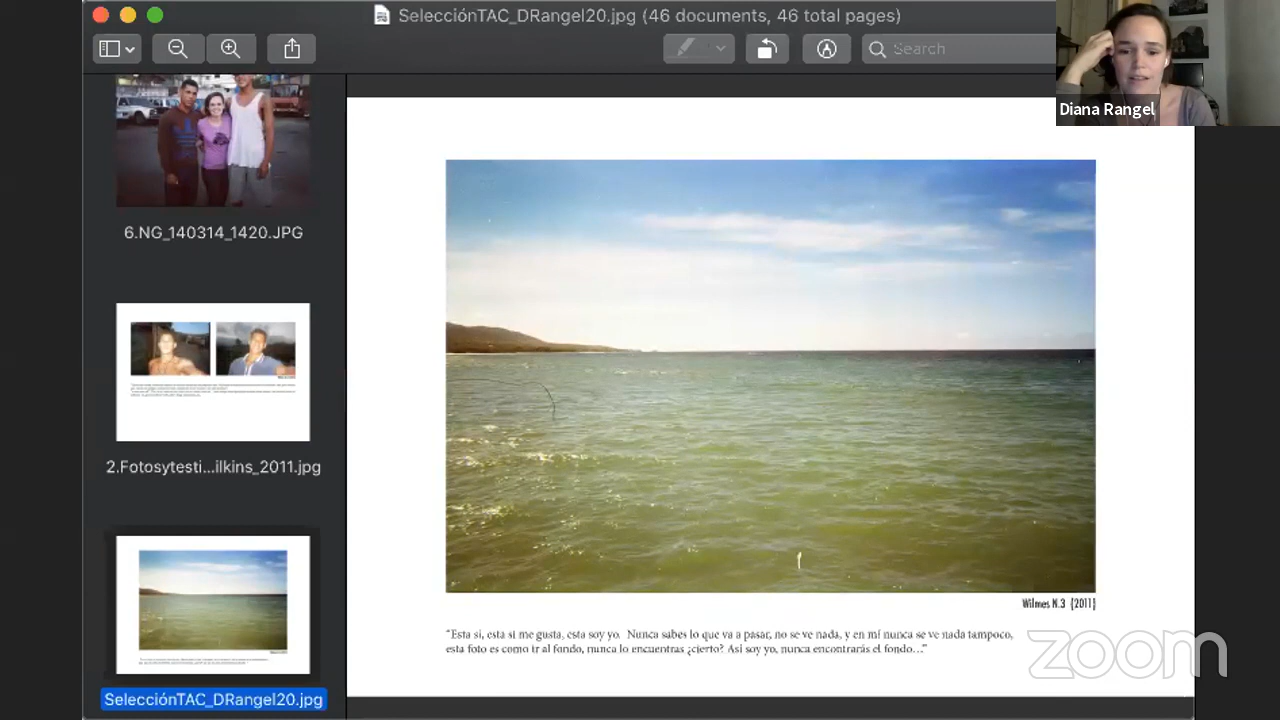 SelecciónTAC_DRangel20.jpg (46 documents, 46 total pages)
Search
Diana Rangel
6.NG_140314_1420.JPG
2.Fotosytesti...ilkins_2011.jpg
SelecciónTAC_DRangel20.jpg
Wilmes N.3 (2011)
"Esta si, esta si me gusta, esta soy yo. Nunca sabes lo que va a pasar, no se ve nada, y en mí nunca se ve nada tampoco,
esta foto es como ir al fondo, nunca lo encuentras ¿cierto? Así soy yo, nunca encontrarás el fondo..."
zoom